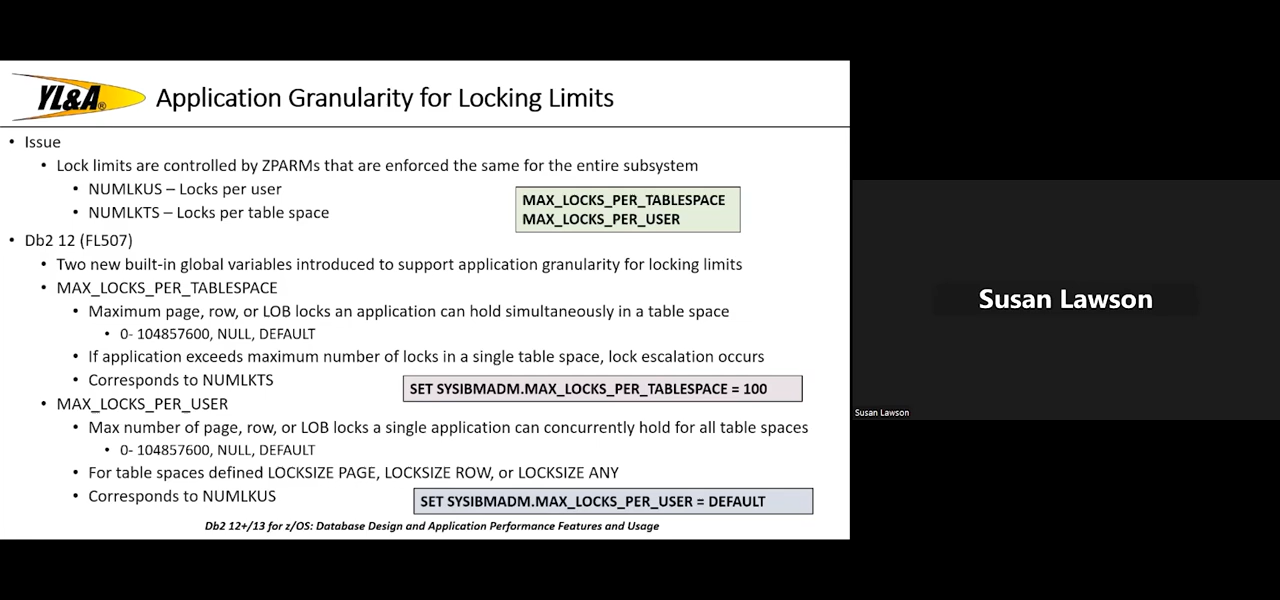 YL&A®
Application Granularity for Locking Limits
• Issue
• Lock limits are controlled by ZPARMs that are enforced the same for the entire subsystem
• NUMLKUS – Locks per user
• NUMLKTS – Locks per table space
MAX_LOCKS_PER_TABLESPACE
MAX_LOCKS_PER_USER
• Db2 12 (FL507)
• Two new built-in global variables introduced to support application granularity for locking limits
• MAX_LOCKS_PER_TABLESPACE
• Maximum page, row, or LOB locks an application can hold simultaneously in a table space
• 0- 104857600, NULL, DEFAULT
• If application exceeds maximum number of locks in a single table space, lock escalation occurs
• Corresponds to NUMLKTS
SET SYSIBMADM.MAX_LOCKS_PER_TABLESPACE = 100
• MAX_LOCKS_PER_USER
• Max number of page, row, or LOB locks a single application can concurrently hold for all table spaces
• 0- 104857600, NULL, DEFAULT
• For table spaces defined LOCKSIZE PAGE, LOCKSIZE ROW, or LOCKSIZE ANY
• Corresponds to NUMLKUS
SET SYSIBMADM.MAX_LOCKS_PER_USER = DEFAULT
Db2 12+/13 for z/OS: Database Design and Application Performance Features and Usage
Susan Lawson
Susan Lawson